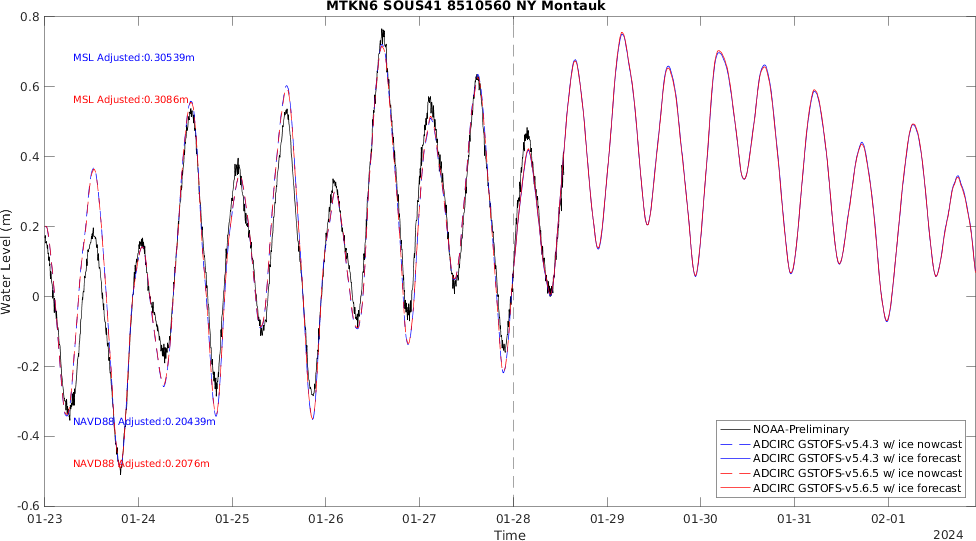 MTKN6 SOUS41 8510560 NY Montauk
0.8
MSL Adjusted:0.30539m
0.6
MSL Adjusted:0.3086m
0.4
0.2
Water Level (m)
0
-0.2
NAVD88 Adjusted:0.20439m
-0.4
NAVD88 Adjusted:0.2076m
-0.6
NOAA-Preliminary
ADCIRC GSTOFS-v5.4.3 w/ ice nowcast
ADCIRC GSTOFS-v5.4.3 w/ ice forecast
ADCIRC GSTOFS-v5.6.5 w/ ice nowcast
ADCIRC GSTOFS-v5.6.5 w/ ice forecast
01-23 01-24 01-25 01-26 01-27 01-28 01-29 01-30 01-31 02-01
Time
2024